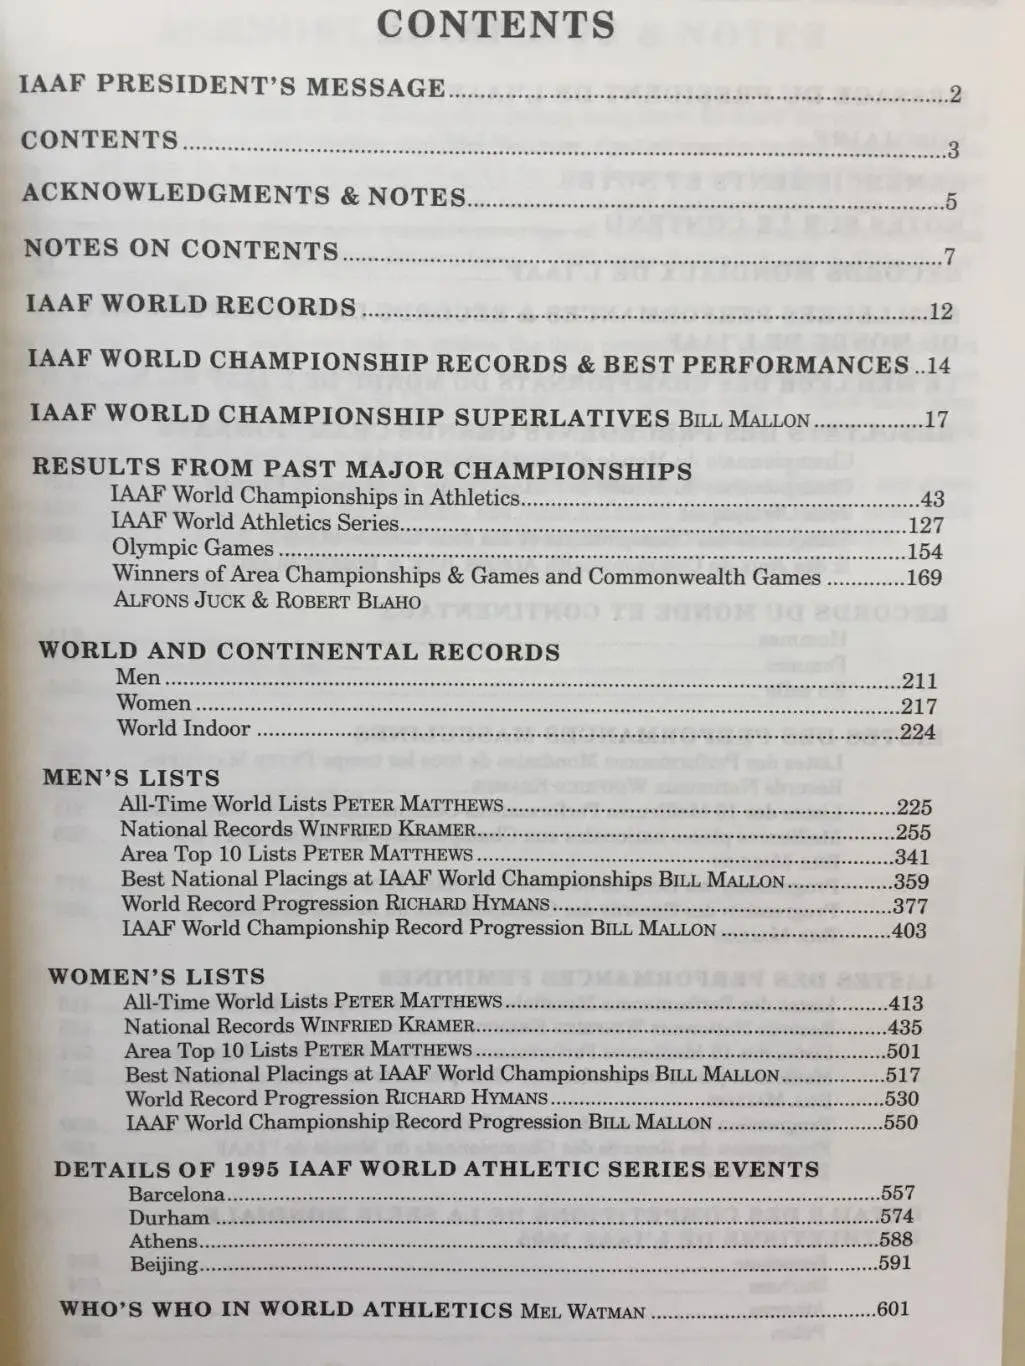 CONTENTS
IAAF PRESIDENT'S MESSAGE....2
CONTENTS....3
ACKNOWLEDGMENTS & NOTES....5
NOTES ON CONTENTS....7
IAAF WORLD RECORDS....12
IAAF WORLD CHAMPIONSHIP RECORDS & BEST PERFORMANCES ..14
IAAF WORLD CHAMPIONSHIP SUPERLATIVES BILL MALLON....17
RESULTS FROM PAST MAJOR CHAMPIONSHIPS
IAAF World Championships in Athletics....43
IAAF World Athletics Series....127
Olympic Games ....154
Winners of Area Championships & Games and Commonwealth Games ....169
ALFONS JUCK & ROBERT BLAHO
WORLD AND CONTINENTAL RECORDS
Men ....211
Women ....217
World Indoor ....224
MEN'S LISTS
All-Time World Lists PETER MATTHEWS....225
National Records WINFRIED KRAMER....255
Area Top 10 Lists PETER MATTHEWS....341
Best National Placings at IAAF World Championships BILL MALLON....359
World Record Progression RICHARD HYMANS....377
IAAF World Championship Record Progression BILL MALLON ....403
WOMEN'S LISTS
All-Time World Lists PETER MATTHEWS....413
National Records WINFRIED KRAMER....435
Area Top 10 Lists PETER MATTHEWS....501
Best National Placings at IAAF World Championships BILL MALLON....517
World Record Progression RICHARD HYMANS....530
IAAF World Championship Record Progression BILL MALLON ....550
DETAILS OF 1995 IAAF WORLD ATHLETIC SERIES EVENTS
Barcelona....557
Durham ....574
Athens....588
Beijing....591
WHO'S WHO IN WORLD ATHLETICS MEL WATMAN ....601